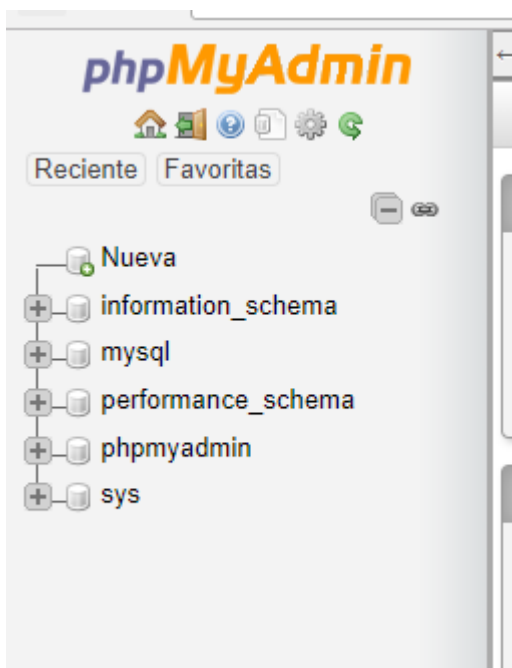 phpMyAdmin
Reciente Favoritas
Nueva
information_schema
mysql
performance_schema
phpmyadmin
sys